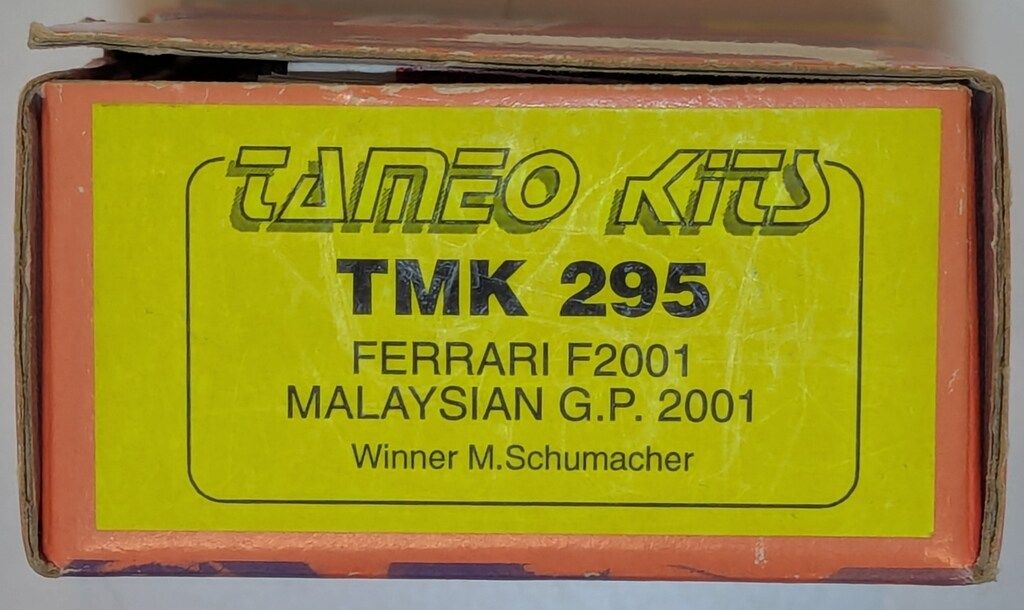 TAMEO KITS
TMK 295
FERRARI F2001
MALAYSIAN G.P. 2001
Winner M.Schumacher